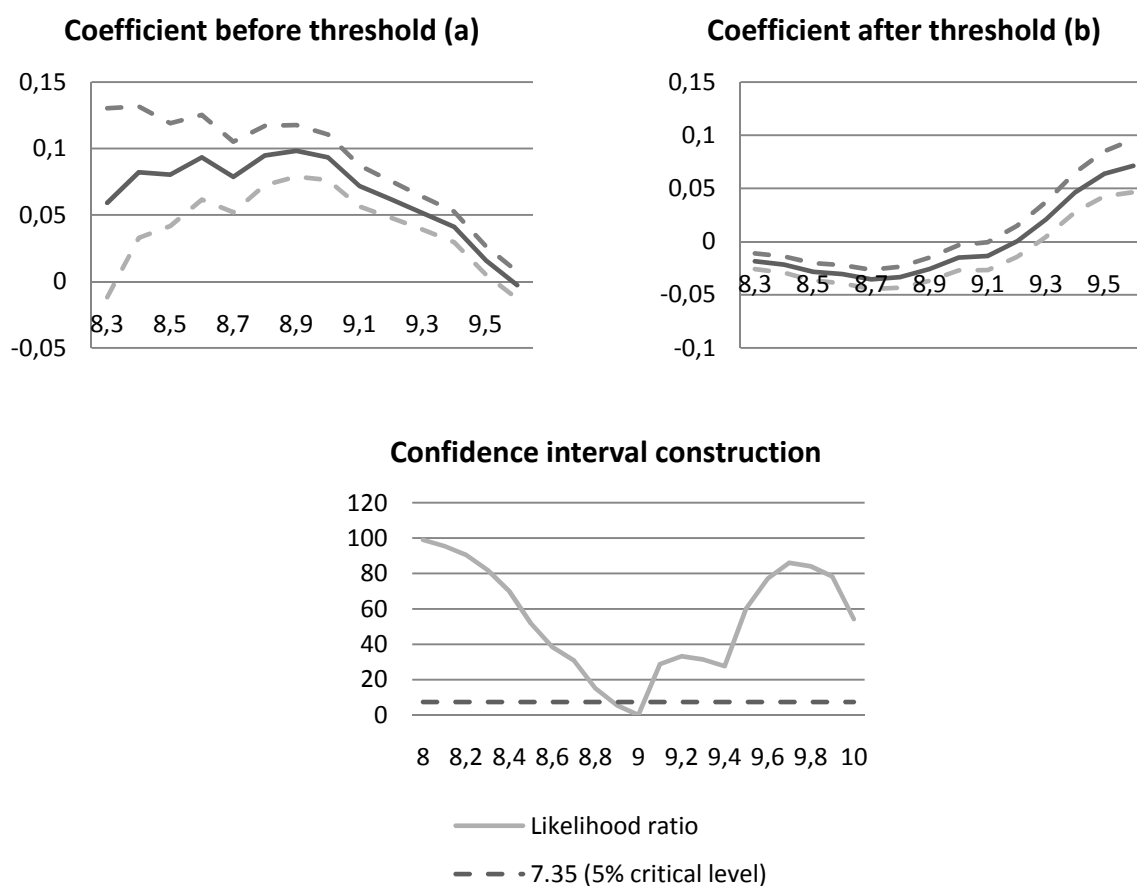 Coefficient before threshold (a)
0,15
0,1
0,05
0
-0,05
8,3 8,5 8,7 8,9 9,1 9,3 9,5
Coefficient after threshold (b)
0,15
0,1
0,05
0
-0,05
-0,1
8,3 8,5 8,7 8,9 9,1 9,3 9,5
Confidence interval construction
120
100
80
60
40
20
0
8 8,2 8,4 8,6 8,8 9 9,2 9,4 9,6 9,8 10
Likelihood ratio
7.35 (5% critical level)